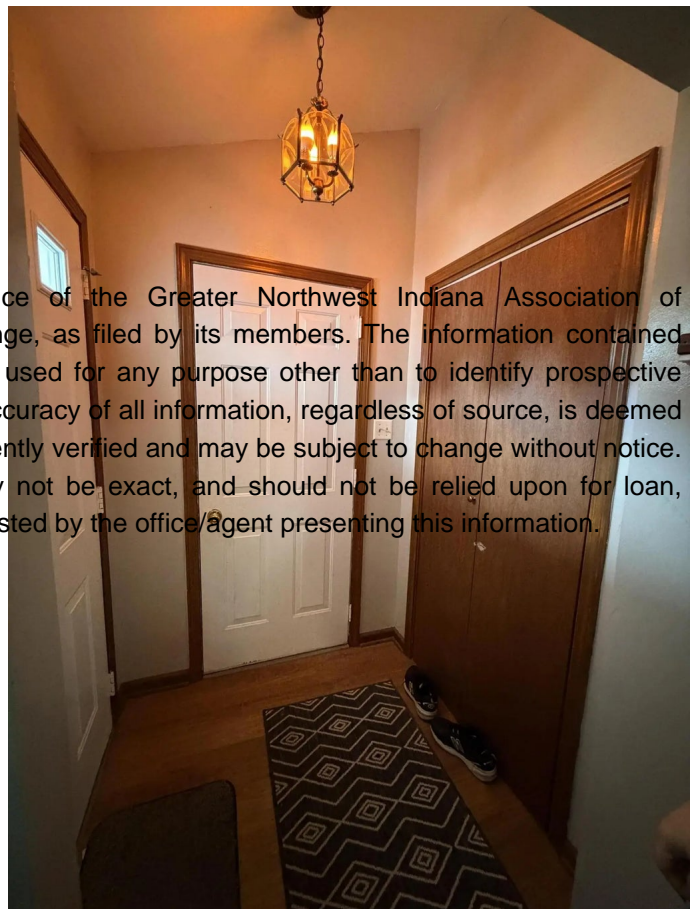 ce of the Greater Northwest Indiana Association of
nge, as filed by its members. The information contained
used for any purpose other than to identify prospective
ccuracy of all information, regardless of source, is deemed
ently verified and may be subject to change without notice.
y not be exact, and should not be relied upon for loan,
sted by the office/agent presenting this information.